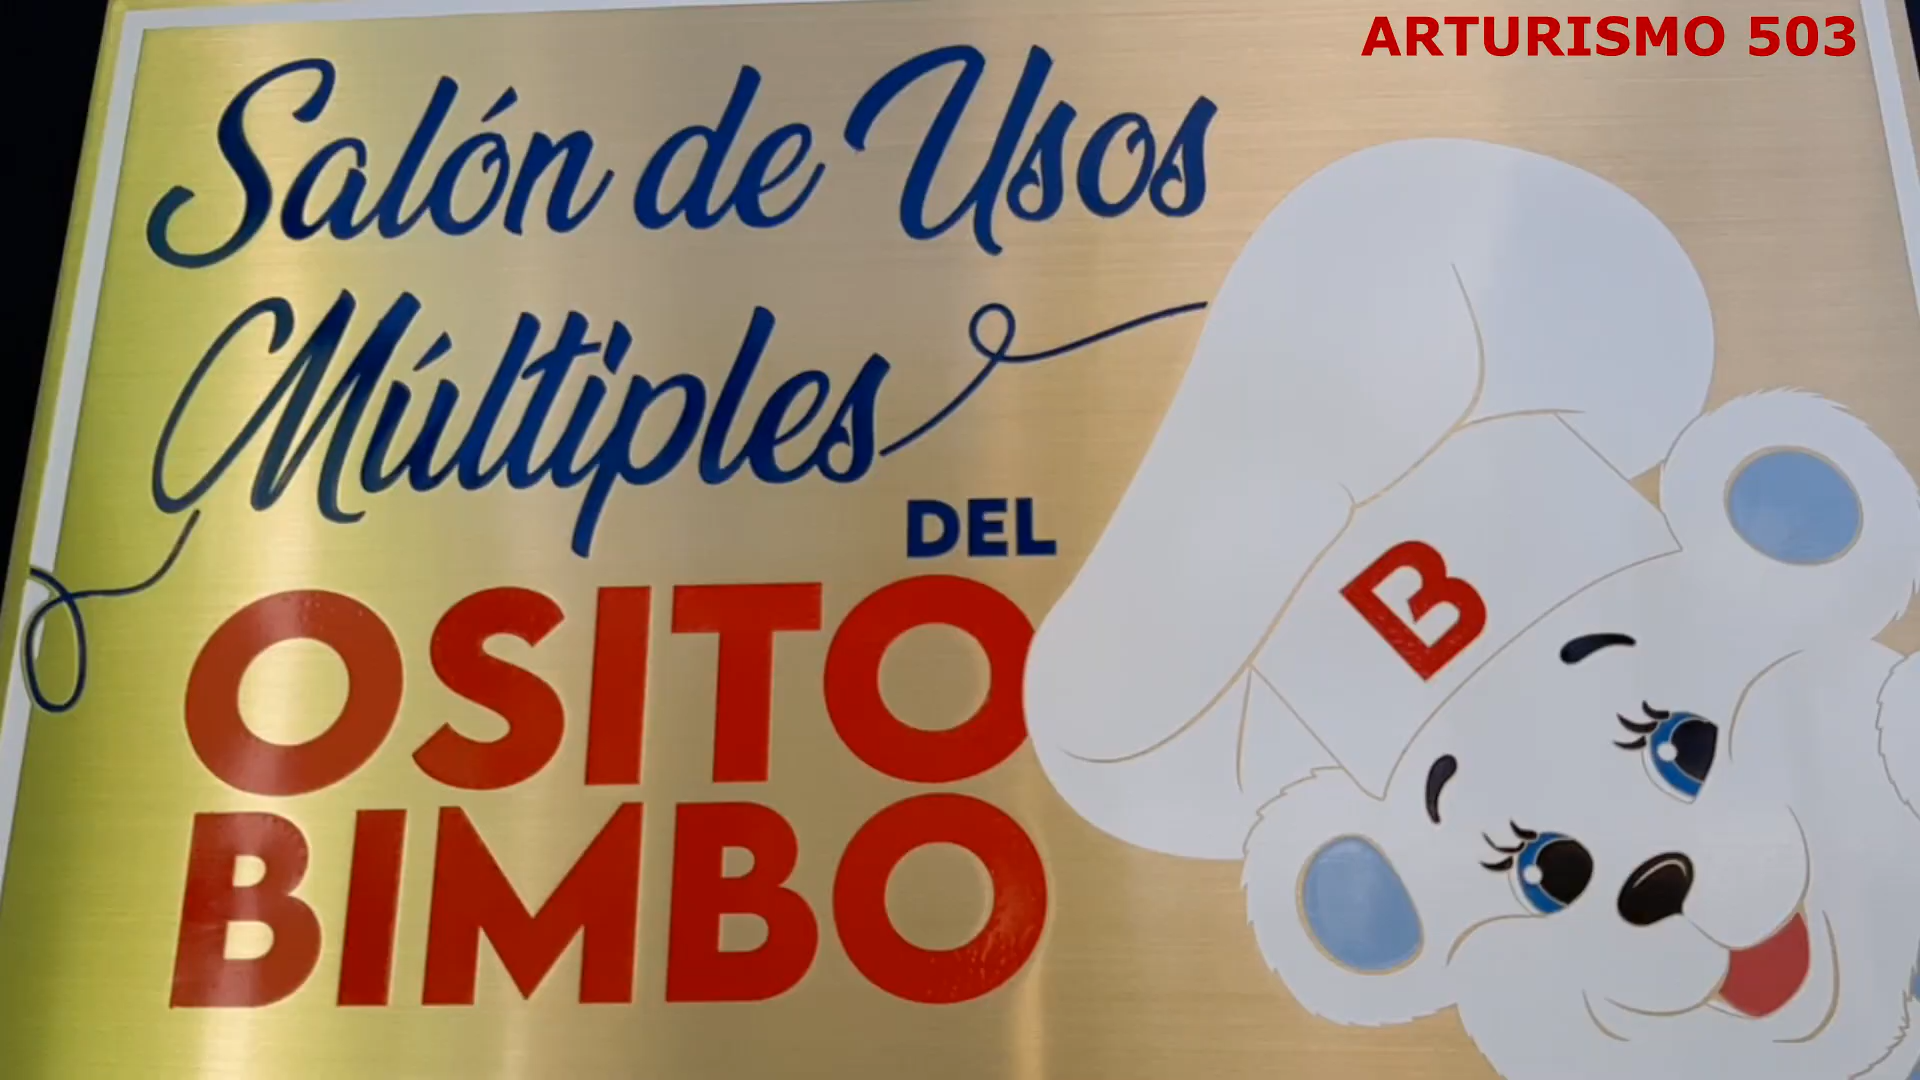 ARTURISMO 503
Salón de Usos
Múltiples
DEL
OSITO
BIMBO
B